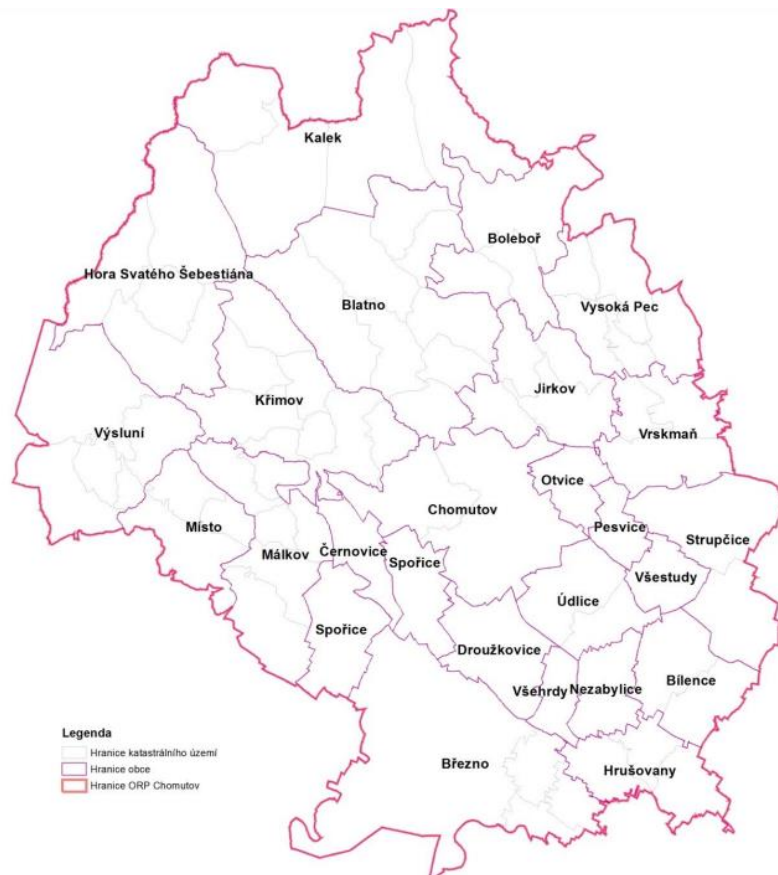 Kalek
Boleboř
Hora Svatého Šebestiána
Blatno
Vysoká Pec
Jirkov
Křimov
Výsluní
Vrskmaň
Otvice
Chomutov
Místo
Pesvice
Strupčice
Málkov
Černovice
Spořice
Všestudy
Údlice
Spořice
Droužkovice
Bílence
Všehrdy
Nezabylice
Legenda
Hranice katastrálního území
Hranice obce
Hranice ORP Chomutov
Březno
Hrušovany